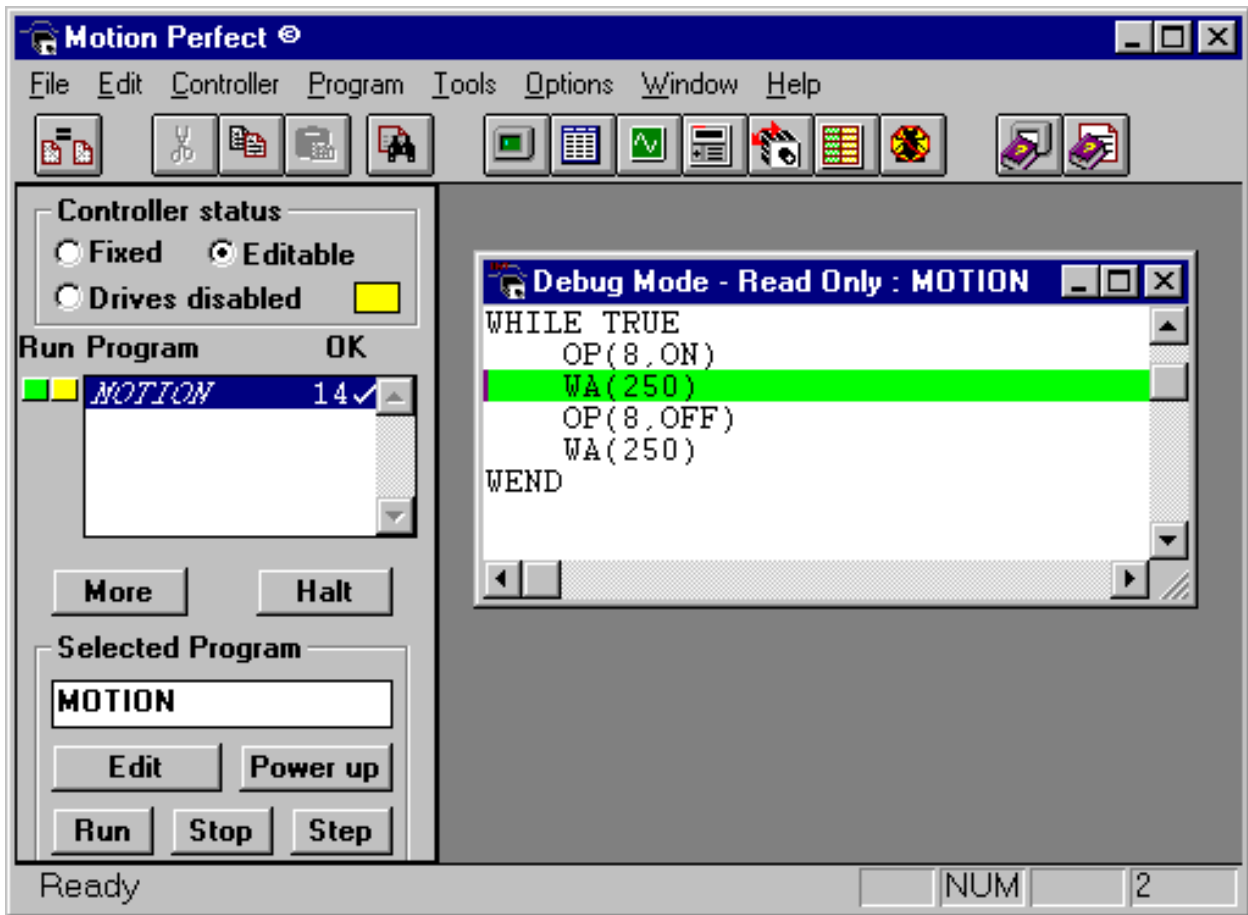 Motion Perfect ©
File Edit Controller Program Tools Options Window Help
Controller status
Fixed Editable
Drives disabled
Run Program OK
MOTION 14✓
More Halt
Selected Program
MOTION
Edit Power up
Run Stop Step
Debug Mode - Read Only : MOTION
WHILE TRUE
OP(8,ON)
WA(250)
OP(8,OFF)
WA(250)
WEND
Ready NUM 2